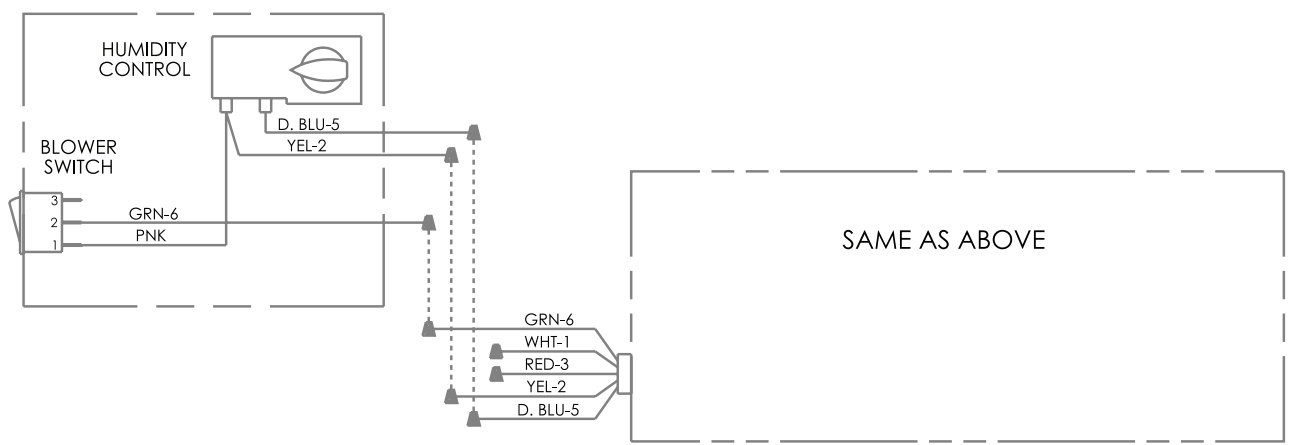 HUMIDITY
CONTROL
D. BLU-5
YEL-2
BLOWER
SWITCH
3
2
1
GRN-6
PNK
SAME AS ABOVE
GRN-6
WHT-1
RED-3
YEL-2
D. BLU-5